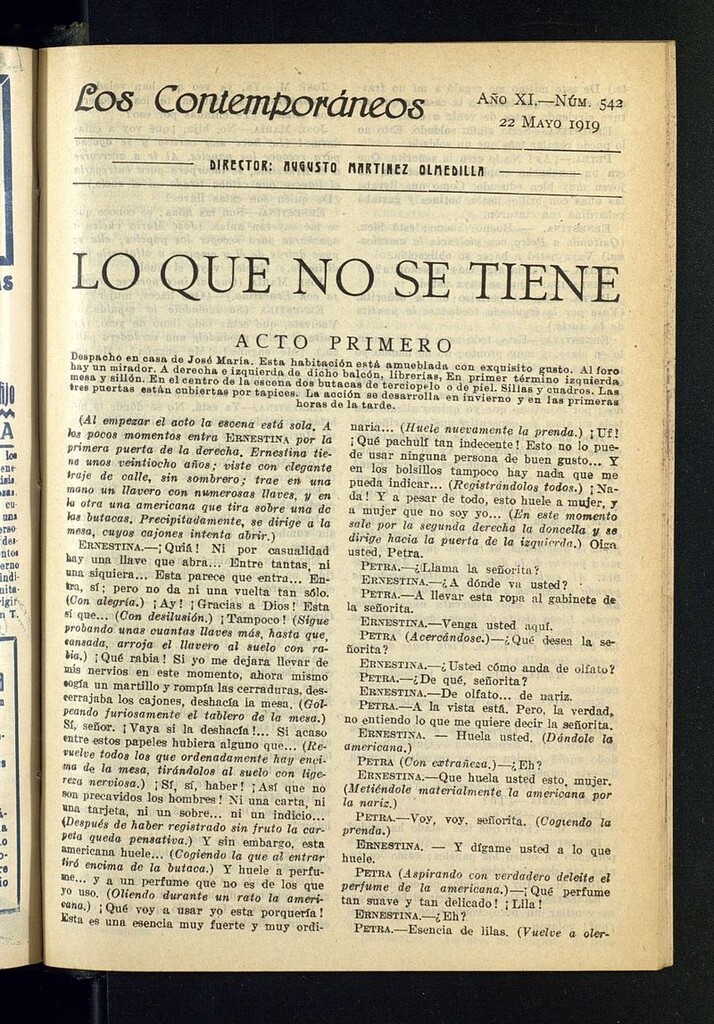 Los Contemporáneos
Año XI.—Núm. 542
22 Mayo 1919
DIRECTOR: AUGUSTO MARTINEZ OLMEDILLA
LO QUE NO SE TIENE
ACTO PRIMERO
Despacho en casa de José María. Esta habitación está amueblada con exquisito gusto. Al foro
hay un mirador. A derecha e izquierda de dicho balcón, librerías, En primer término izquierda
mesa y sillón. En el centro de la escena dos butacas de terciopelo o de piel. Sillas y cuadros. Las
tres puertas están cubiertas por tapices. La acción se desarrolla en invierno y en las primeras
horas de la tarde.
(Al empezar el acto la escena está sola. A
los pocos momentos entra ERNESTINA por la
primera puerta de la derecha. Ernestina tie-
ne unos veintiocho años; viste con elegante
traje de calle, sin sombrero; trae en una
mano un llavero con numerosas llaves, y en
la otra una americana que tira sobre una de
las butacas. Precipitadamente, se dirige a la
mesa, cuyos cajones intenta abrir.)
ERNESTINA.—¡Quiá! Ni por casualidad
hay una llave que abra... Entre tantas, ni
una siquiera... Esta parece que entra... En-
tra, sí; pero no da ni una vuelta tan sólo.
(Con alegría.) ¡Ay! ¡Gracias a Dios! Esta
sí que... (Con desilusión.) ¡Tampoco! (Sigue
probando unas cuantas llaves más, hasta que,
cansada, arroja el llavero al suelo con ra-
bia.) ¡Qué rabia! Si yo me dejara llevar de
mis nervios en este momento, ahora mismo
cogía un martillo y rompía las cerraduras, des-
cerrajaba los cajones, deshacía la mesa. (Gol-
peando furiosamente el tablero de la mesa.)
Sí, señor. ¡Vaya si la deshacía!... Si acaso
entre estos papeles hubiera alguno que... (Re-
vuelve todos los que ordenadamente hay enci-
ma de la mesa, tirándolos al suelo con lige-
reza nerviosa.) ¡Sí, sí, haber! ¡Así que no
son precavidos los hombres! Ni una carta, ni
una tarjeta, ni un sobre... ni un indicio...
(Después de haber registrado sin fruto la car-
peta queda pensativa.) Y sin embargo, esta
americana huele... (Cogiendo la que al entrar
tiró encima de la butaca.) Y huele a perfu-
me... y a un perfume que no es de los que
yo uso. (Oliendo durante un rato la ameri-
cana.) ¡Qué voy a usar yo esta porquería!
Esta es una esencia muy fuerte y muy ordi-
naria... (Huele nuevamente la prenda.) ¡Uf!
¡Qué pachulí tan indecente! Esto no lo pue-
de usar ninguna persona de buen gusto... Y
en los bolsillos tampoco hay nada que me
pueda indicar... (Registrándolos todos.) ¡Na-
da! Y a pesar de todo, esto huele a mujer, y
a mujer que no soy yo... (En este momento
sale por la segunda derecha la doncella y se
dirige hacia la puerta de la izquierda.) Oiga
usted, Petra.
PETRA.—¿Llama la señorita?
ERNESTINA.—¿A dónde va usted?
PETRA.—A llevar esta ropa al gabinete de
la señorita.
ERNESTINA.—Venga usted aquí.
PETRA (Acercándose.)—¿Qué desea la se-
ñorita?
ERNESTINA.—¿Usted cómo anda de olfato?
PETRA.—¿De qué, señorita?
ERNESTINA.—De olfato... de nariz.
PETRA.—A la vista está. Pero, la verdad,
no entiendo lo que me quiere decir la señorita.
ERNESTINA. — Huela usted. (Dándole la
americana.)
PETRA (Con extrañeza.)—¿Eh?
ERNESTINA.—Que huela usted esto, mujer.
(Metiéndole materialmente la americana por
la nariz.)
PETRA.—Voy, voy, señorita. (Cogiendo la
prenda.)
ERNESTINA. — Y dígame usted a lo que
huele.
PETRA (Aspirando con verdadero deleite el
perfume de la americana.)—¡Qué perfume
tan suave y tan delicado! ¡Lila!
ERNESTINA.—¿Eh?
PETRA.—Esencia de lilas. (Vuelve a oler-